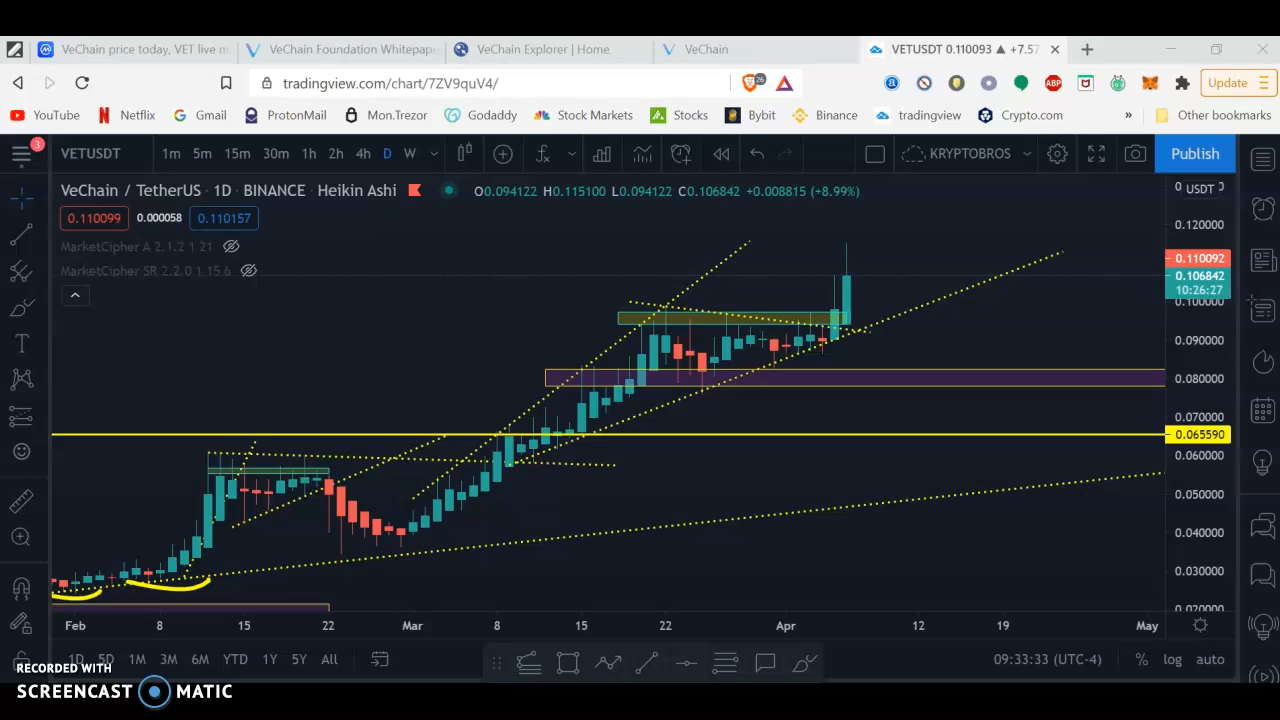 VeChain price today, VET live m
VeChain Foundation Whitepape
VeChain Explorer | Home
VeChain
VETUSDT 0.110093 ▲ +7.57
tradingview.com/chart/7ZV9quV4/
26
ABP
Update
YouTube
Netflix
Gmail
ProtonMail
Mon.Trezor
Godaddy
Stock Markets
Stocks
Bybit
Binance
tradingview
Crypto.com
»
Other bookmarks
3
VETUSDT
1m 5m 15m 30m 1h 2h 4h D W
KRYPTOBROS
Publish
VeChain / TetherUS · 1D · BINANCE · Heikin Ashi
O0.094122 H0.115100 L0.094122 C0.106842 +0.008815 (+8.99%)
USDT
0.110099 0.000058 0.110157
MarketCipher A 2.1.2 1 21
MarketCipher SR 2.2.0 1 15 6
0.120000
0.110092
0.106842
10:26:27
0.100000
0.090000
0.080000
0.070000
0.065590
0.060000
0.050000
0.040000
0.030000
0.020000
Feb 8 15 22 Mar 8 15 22 Apr 12 19 May
1D 5D 1M 3M 6M YTD 1Y 5Y All
09:33:33 (UTC-4) % log auto
RECORDED WITH
SCREENCAST MATIC